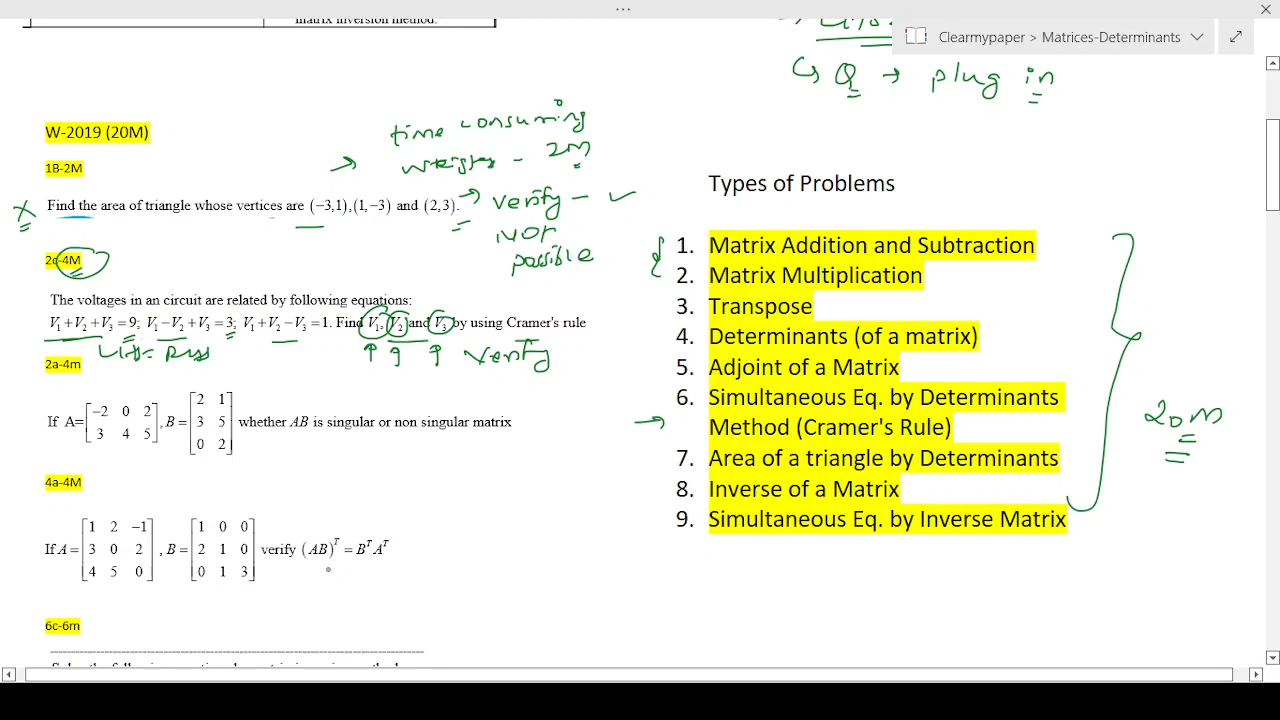 matrix inversion method.
Clearmypaper > Matrices-Determinants
Q → plug in
W-2019 (20M)
time consuming
1B-2M
→ - 2M
Find the area of triangle whose vertices are (−3,1),(1,−3) and (2,3).
→ verify - ✓
NOT
possible
2c-4M
The voltages in an circuit are related by following equations:
V₁+V₂+V₃=9; V₁−V₂+V₃=3; V₁+V₂−V₃=1. Find V₁, V₂ and V₃ by using Cramer's rule
LHS = RHS verify
2a-4m
If A=[−2 0 2; 3 4 5], B=[2 1; 3 5; 0 2] whether AB is singular or non singular matrix
4a-4M
If A=[1 2 −1; 3 0 2; 4 5 0], B=[1 0 0; 2 1 0; 0 1 3] verify (AB)ᵀ = BᵀAᵀ
6c-6m
Types of Problems
1. Matrix Addition and Subtraction
2. Matrix Multiplication
3. Transpose
4. Determinants (of a matrix)
5. Adjoint of a Matrix
6. Simultaneous Eq. by Determinants
Method (Cramer's Rule)
7. Area of a triangle by Determinants
8. Inverse of a Matrix
9. Simultaneous Eq. by Inverse Matrix
20M